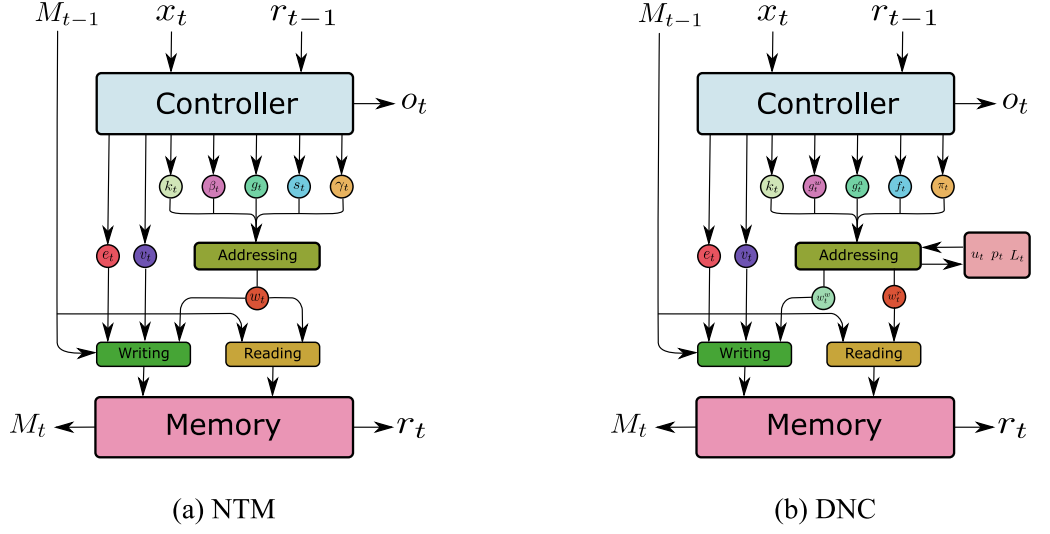 M_{t-1} x_t r_{t-1}
Controller o_t
k_t β_t g_t s_t γ_t
e_t v_t Addressing
w_t
Writing Reading
M_t Memory r_t
(a) NTM
M_{t-1} x_t r_{t-1}
Controller o_t
k_t g_t^w g_t^a f_t π_t
e_t v_t Addressing u_t p_t L_t
w_t^w w_t^r
Writing Reading
M_t Memory r_t
(b) DNC